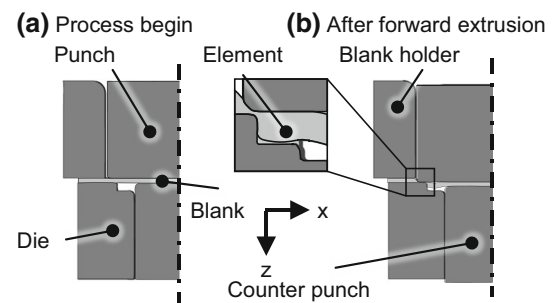 (a) Process begin
(b) After forward extrusion
Punch
Element
Blank holder
Blank
x
Die
z
Counter punch